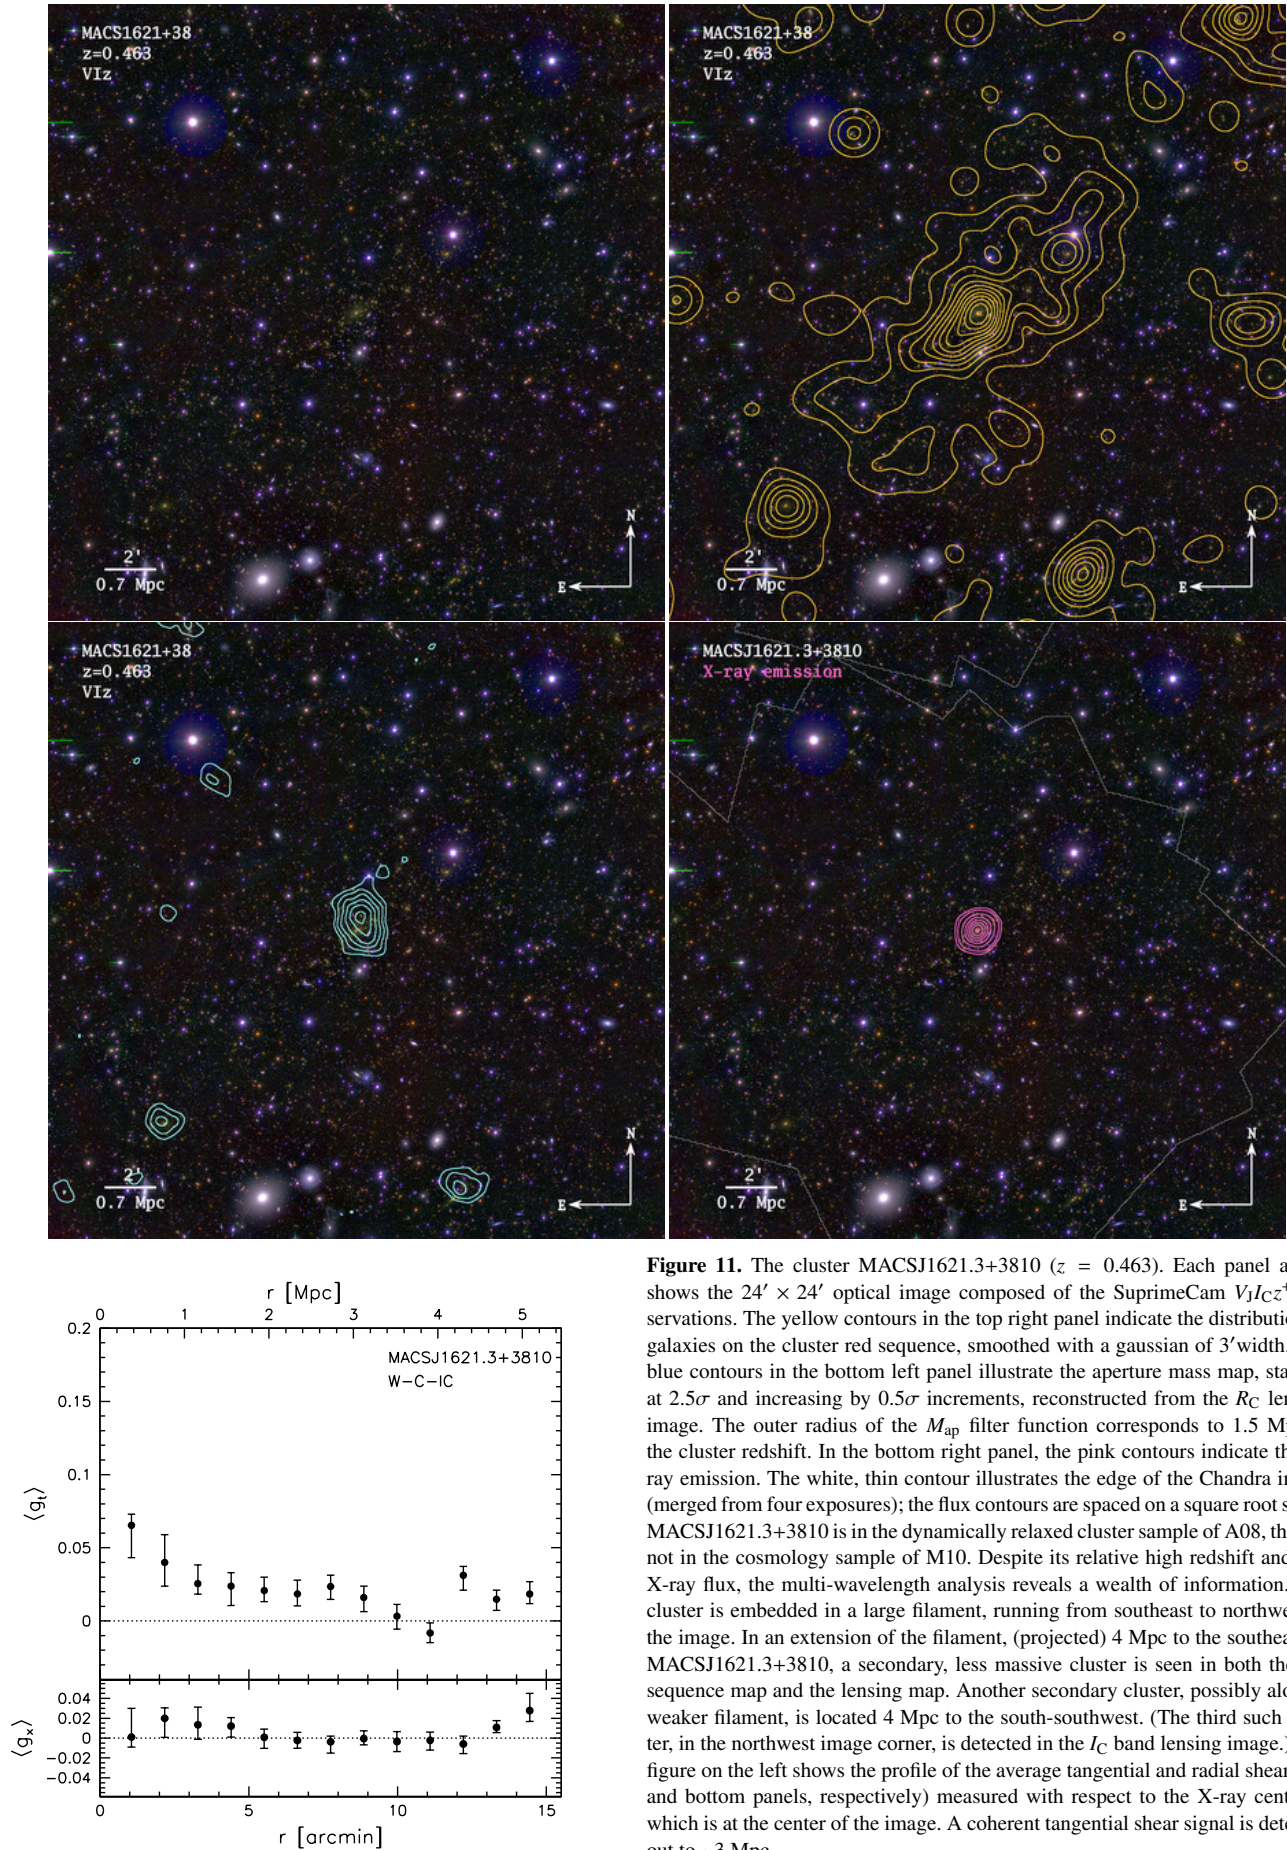 MACS1621+38
z=0.463
VIz
2'
0.7 Mpc
N
E
MACS1621+38
z=0.463
VIz
2'
0.7 Mpc
N
E
MACS1621+38
z=0.463
VIz
2'
0.7 Mpc
N
E
MACSJ1621.3+3810
X-ray emission
2'
0.7 Mpc
N
E
r [Mpc]
0 1 2 3 4 5
MACSJ1621.3+3810
W-C-IC
⟨gt⟩
0.2
0.15
0.1
0.05
0
⟨gx⟩
0.04
0.02
0
−0.02
−0.04
0 5 10 15
r [arcmin]
Figure 11. The cluster MACSJ1621.3+3810 (z = 0.463). Each panel a
shows the 24′ × 24′ optical image composed of the SuprimeCam VJICz+
servations. The yellow contours in the top right panel indicate the distributi
galaxies on the cluster red sequence, smoothed with a gaussian of 3′width.
blue contours in the bottom left panel illustrate the aperture mass map, sta
at 2.5σ and increasing by 0.5σ increments, reconstructed from the RC len
image. The outer radius of the Map filter function corresponds to 1.5 M
the cluster redshift. In the bottom right panel, the pink contours indicate th
ray emission. The white, thin contour illustrates the edge of the Chandra i
(merged from four exposures); the flux contours are spaced on a square root s
MACSJ1621.3+3810 is in the dynamically relaxed cluster sample of A08, th
not in the cosmology sample of M10. Despite its relative high redshift and
X-ray flux, the multi-wavelength analysis reveals a wealth of information.
cluster is embedded in a large filament, running from southeast to northwe
the image. In an extension of the filament, (projected) 4 Mpc to the southea
MACSJ1621.3+3810, a secondary, less massive cluster is seen in both the
sequence map and the lensing map. Another secondary cluster, possibly alo
weaker filament, is located 4 Mpc to the south-southwest. (The third such
ter, in the northwest image corner, is detected in the IC band lensing image.)
figure on the left shows the profile of the average tangential and radial shear
and bottom panels, respectively) measured with respect to the X-ray cent
which is at the center of the image. A coherent tangential shear signal is dete